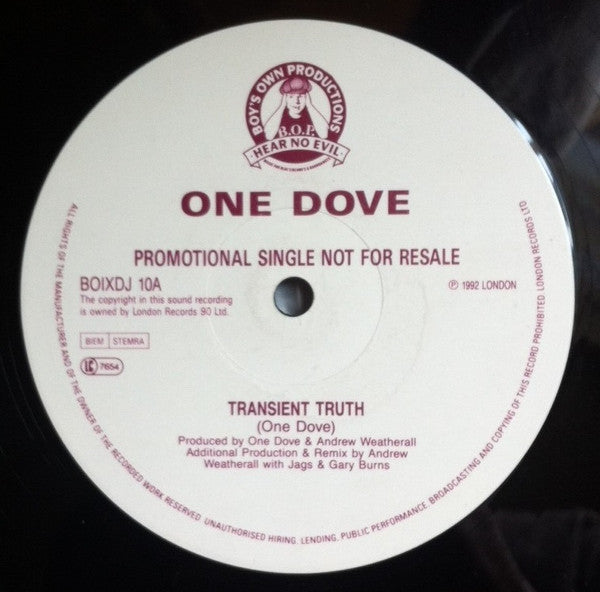 BOY'S OWN PRODUCTIONS
B.O.P.
·HEAR NO EVIL·
ONE DOVE
PROMOTIONAL SINGLE NOT FOR RESALE
BOIXDJ 10A
The copyright in this sound recording
is owned by London Records 90 Ltd.
℗ 1992 LONDON
BIEM STEMRA
LC 7654
TRANSIENT TRUTH
(One Dove)
Produced by One Dove & Andrew Weatherall
Additional Production & Remix by Andrew
Weatherall with Jags & Gary Burns
ALL RIGHTS OF THE MANUFACTURER AND OF THE OWNER OF THE RECORDED WORK RESERVED. UNAUTHORISED HIRING. LENDING. PUBLIC PERFORMANCE. BROADCASTING AND COPYING OF THIS RECORD PROHIBITED. LONDON RECORDS LTD